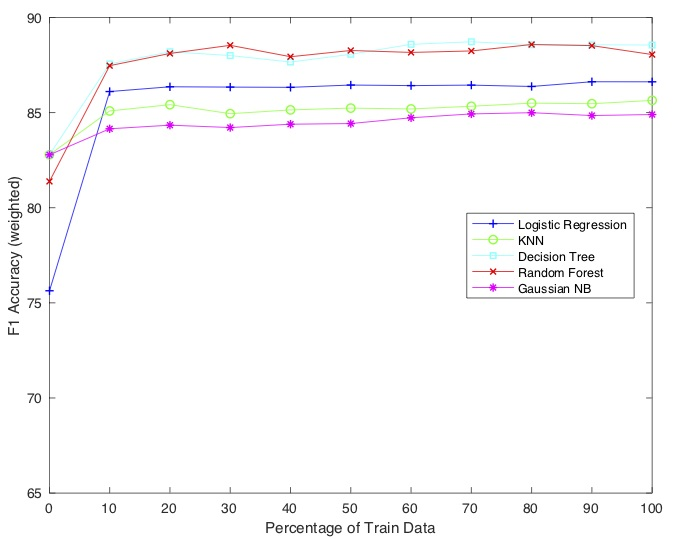 90
85
80
75
70
65
F1 Accuracy (weighted)
Logistic Regression
KNN
Decision Tree
Random Forest
Gaussian NB
0 10 20 30 40 50 60 70 80 90 100
Percentage of Train Data